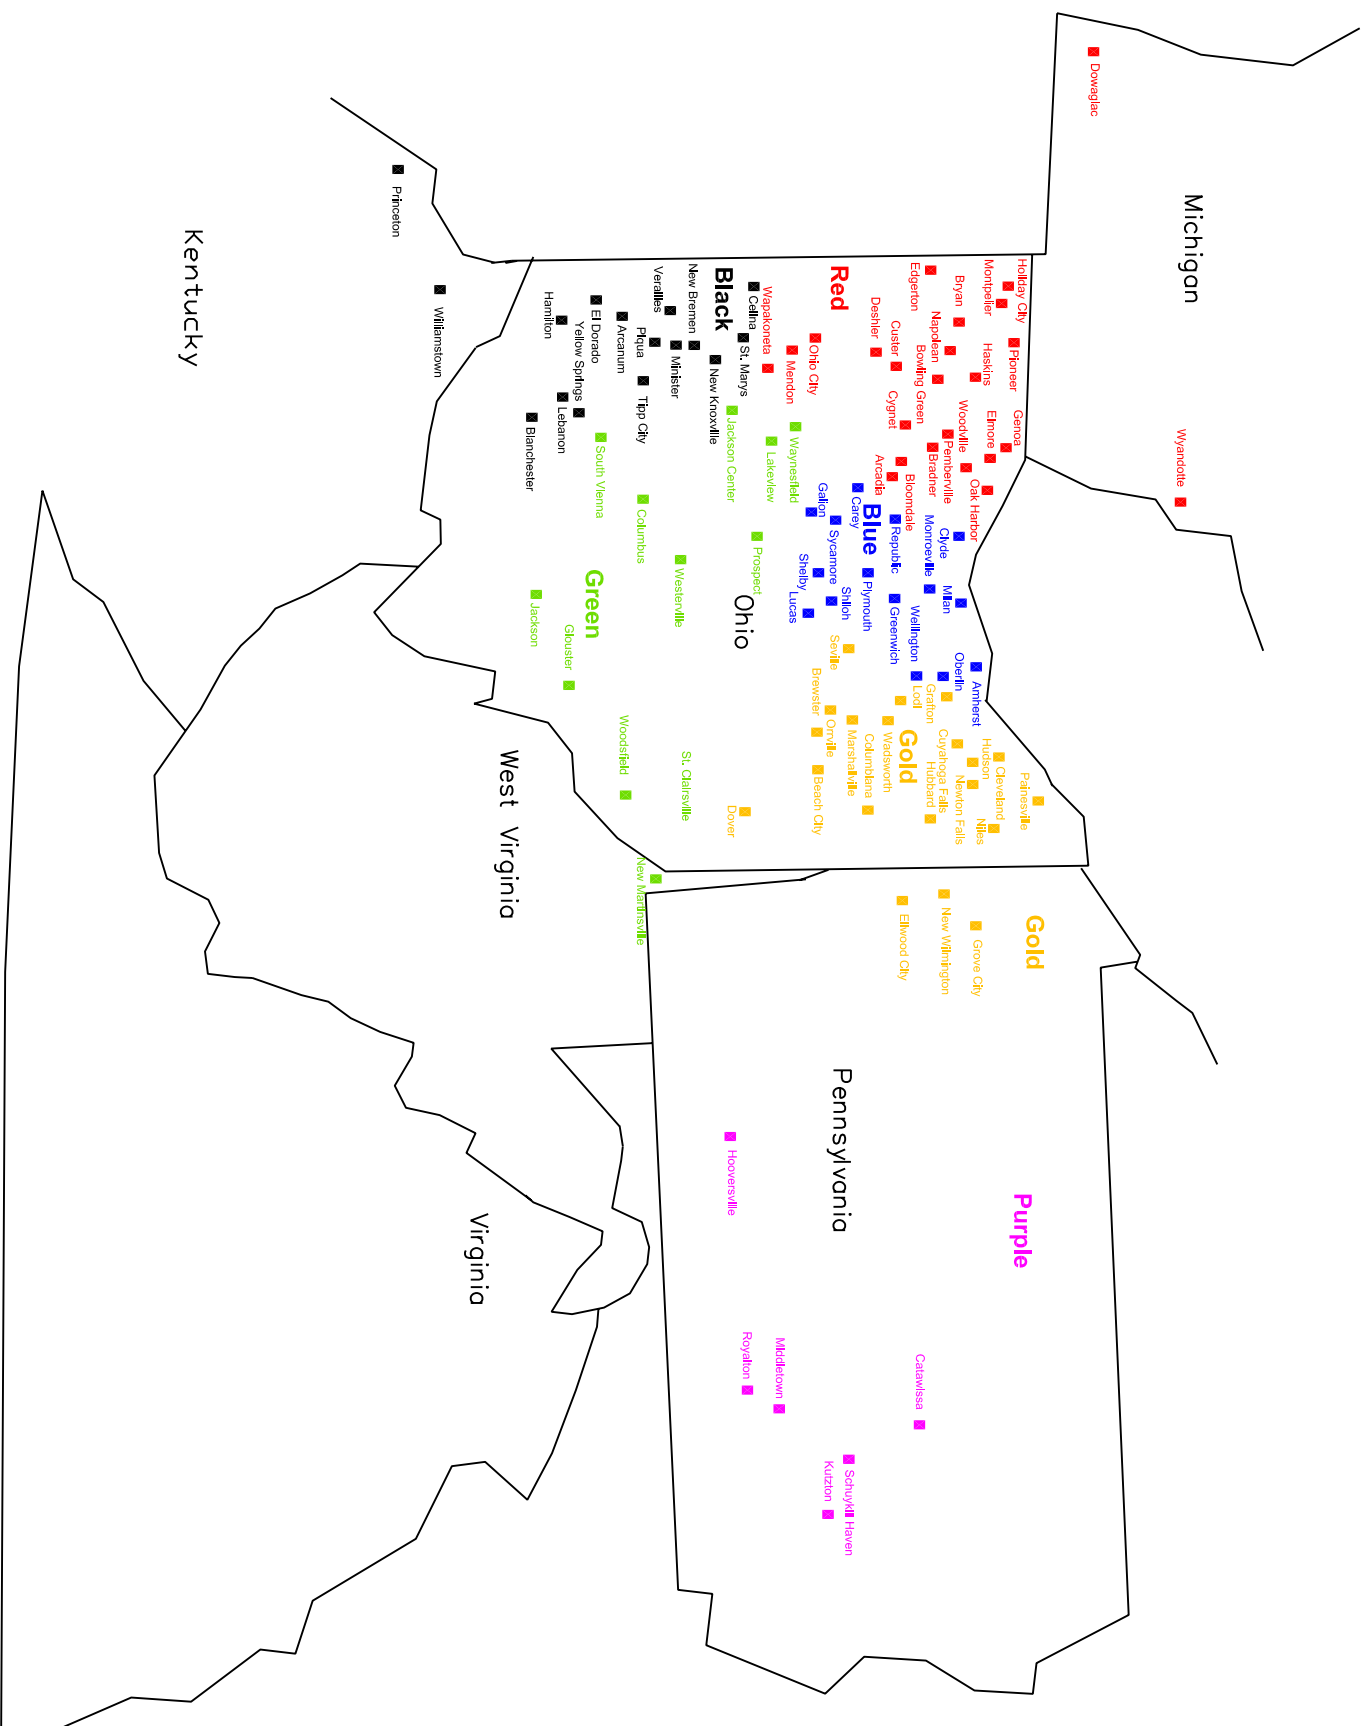 Michigan
Dowagiac
Wyandotte
Holiday City
Montpelier
Pioneer
Bryan
Edgerton
Napolean
Haskins
Bowling Green
Custer
Deshler
Genoa
Elmore
Woodville
Pemberville
Bradner
Oak Harbor
Cygnet
Bloomdale
Arcadia
Red
Ohio City
Mendon
Wapakoneta
Blue
Clyde
Monroeville
Milan
Republic
Carey
Galion
Sycamore
Shelby
Lucas
Shiloh
Plymouth
Greenwich
Wellington
Oberlin
Amherst
Gold
Painesville
Cleveland
Hudson
Niles
Newton Falls
Cuyahoga Falls
Hubbard
Grafton
Lodi
Wadsworth
Columbiana
Marshallville
Orrville
Seville
Brewster
Beach City
Dover
Gold
Grove City
New Wilmington
Ellwood City
Purple
Catawissa
Schuykill Haven
Kutzton
Middletown
Royalton
Hooversville
Pennsylvania
Ohio
Black
Celina
St. Marys
New Knoxville
New Bremen
Minister
Verailles
Piqua
Tipp City
Arcanum
El Dorado
Yellow Springs
Hamilton
Lebanon
Blanchester
Williamstown
Princeton
Green
Waynesfield
Lakeview
Jackson Center
Prospect
Westerville
Columbus
South Vienna
Jackson
Glouster
Woodsfield
St. Clairsville
New Martinsville
Kentucky
West Virginia
Virginia